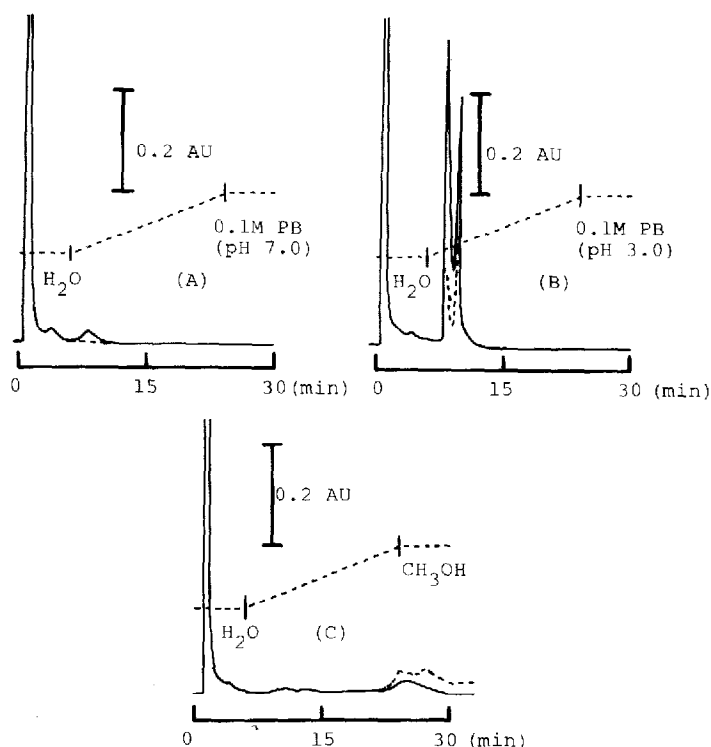 0.2 AU
0.1M PB
(pH 7.0)
H2O
(A)
0 15 30 (min)
0.2 AU
0.1M PB
(pH 3.0)
H2O
(B)
0 15 30 (min)
0.2 AU
CH3OH
H2O
(C)
0 15 30 (min)